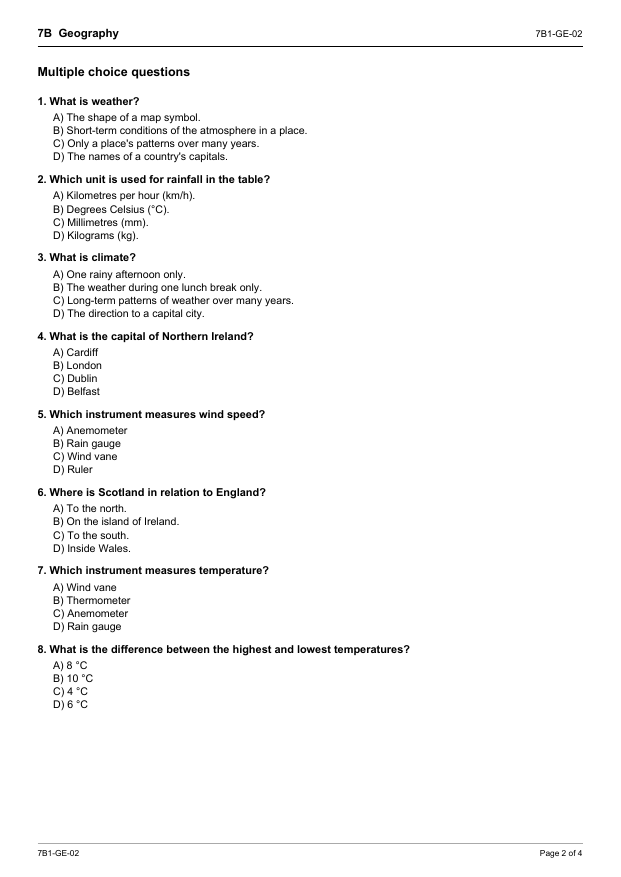 7B Geography
7B1-GE-02
Multiple choice questions
1. What is weather?
A) The shape of a map symbol.
B) Short-term conditions of the atmosphere in a place.
C) Only a place's patterns over many years.
D) The names of a country's capitals.
2. Which unit is used for rainfall in the table?
A) Kilometres per hour (km/h).
B) Degrees Celsius (°C).
C) Millimetres (mm).
D) Kilograms (kg).
3. What is climate?
A) One rainy afternoon only.
B) The weather during one lunch break only.
C) Long-term patterns of weather over many years.
D) The direction to a capital city.
4. What is the capital of Northern Ireland?
A) Cardiff
B) London
C) Dublin
D) Belfast
5. Which instrument measures wind speed?
A) Anemometer
B) Rain gauge
C) Wind vane
D) Ruler
6. Where is Scotland in relation to England?
A) To the north.
B) On the island of Ireland.
C) To the south.
D) Inside Wales.
7. Which instrument measures temperature?
A) Wind vane
B) Thermometer
C) Anemometer
D) Rain gauge
8. What is the difference between the highest and lowest temperatures?
A) 8 °C
B) 10 °C
C) 4 °C
D) 6 °C
7B1-GE-02
Page 2 of 4